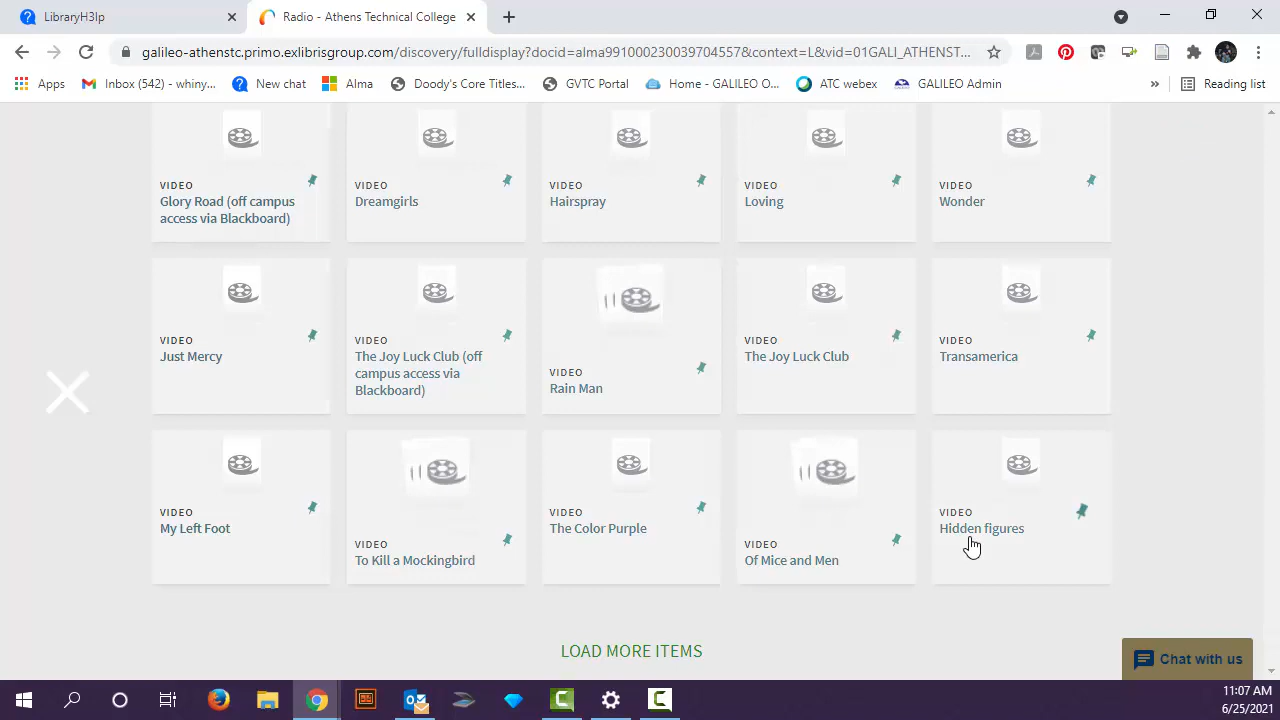 LibraryH3lp
Radio - Athens Technical College
galileo-athenstc.primo.exlibrisgroup.com/discovery/fulldisplay?docid=alma991000230039704557&context=L&vid=01GALI_ATHENST...
Apps
Inbox (542) - whiny...
New chat
Alma
Doody's Core Titles...
GVTC Portal
Home - GALILEO O...
ATC webex
GALILEO Admin
»
Reading list
VIDEO
Glory Road (off campus
access via Blackboard)
VIDEO
Dreamgirls
VIDEO
Hairspray
VIDEO
Loving
VIDEO
Wonder
VIDEO
Just Mercy
VIDEO
The Joy Luck Club (off
campus access via
Blackboard)
VIDEO
Rain Man
VIDEO
The Joy Luck Club
VIDEO
Transamerica
VIDEO
My Left Foot
VIDEO
To Kill a Mockingbird
VIDEO
The Color Purple
VIDEO
Of Mice and Men
VIDEO
Hidden figures
LOAD MORE ITEMS
Chat with us
11:07 AM
6/25/2021